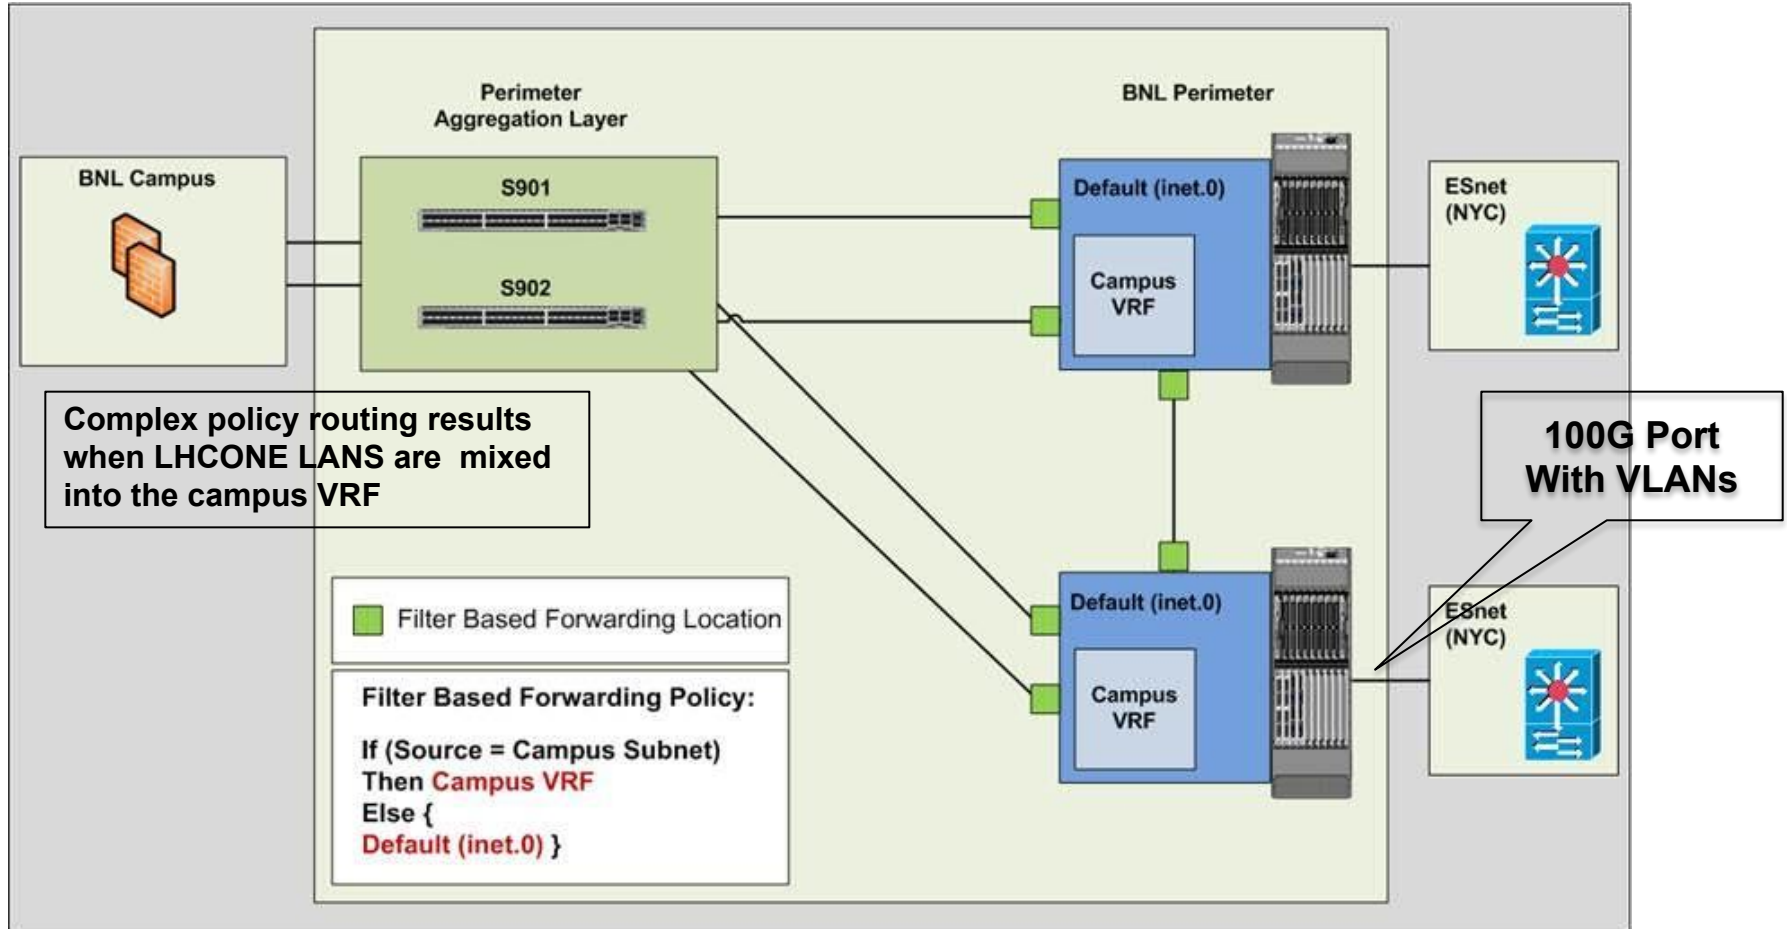 Perimeter
Aggregation Layer
BNL Perimeter
BNL Campus
S901
S902
Default (inet.0)
Campus
VRF
ESnet
(NYC)
Complex policy routing results
when LHCONE LANS are  mixed
into the campus VRF
100G Port
With VLANs
Default (inet.0)
Campus
VRF
ESnet
(NYC)
Filter Based Forwarding Location
Filter Based Forwarding Policy:
If (Source = Campus Subnet)
Then Campus VRF
Else {
Default (inet.0) }